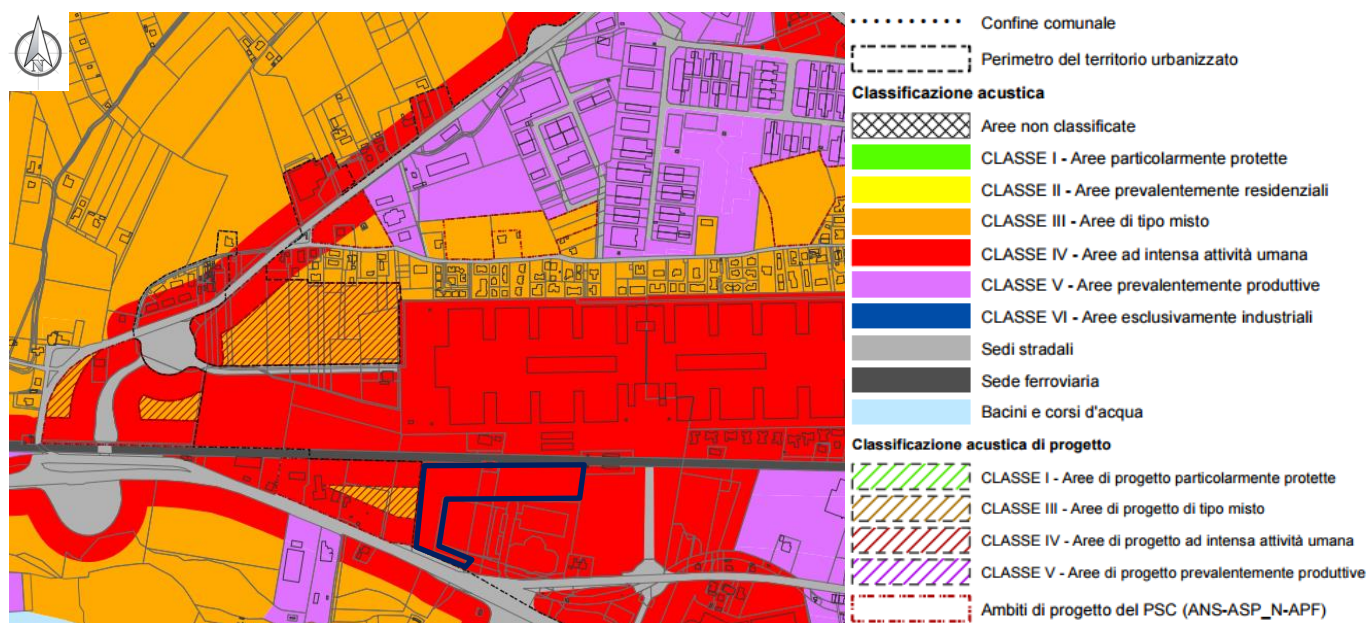 N
Confine comunale
Perimetro del territorio urbanizzato
Classificazione acustica
Aree non classificate
CLASSE I - Aree particolarmente protette
CLASSE II - Aree prevalentemente residenziali
CLASSE III - Aree di tipo misto
CLASSE IV - Aree ad intensa attività umana
CLASSE V - Aree prevalentemente produttive
CLASSE VI - Aree esclusivamente industriali
Sedi stradali
Sede ferroviaria
Bacini e corsi d'acqua
Classificazione acustica di progetto
CLASSE I - Aree di progetto particolarmente protette
CLASSE III - Aree di progetto di tipo misto
CLASSE IV - Aree di progetto ad intensa attività umana
CLASSE V - Aree di progetto prevalentemente produttive
Ambiti di progetto del PSC (ANS-ASP_N-APF)